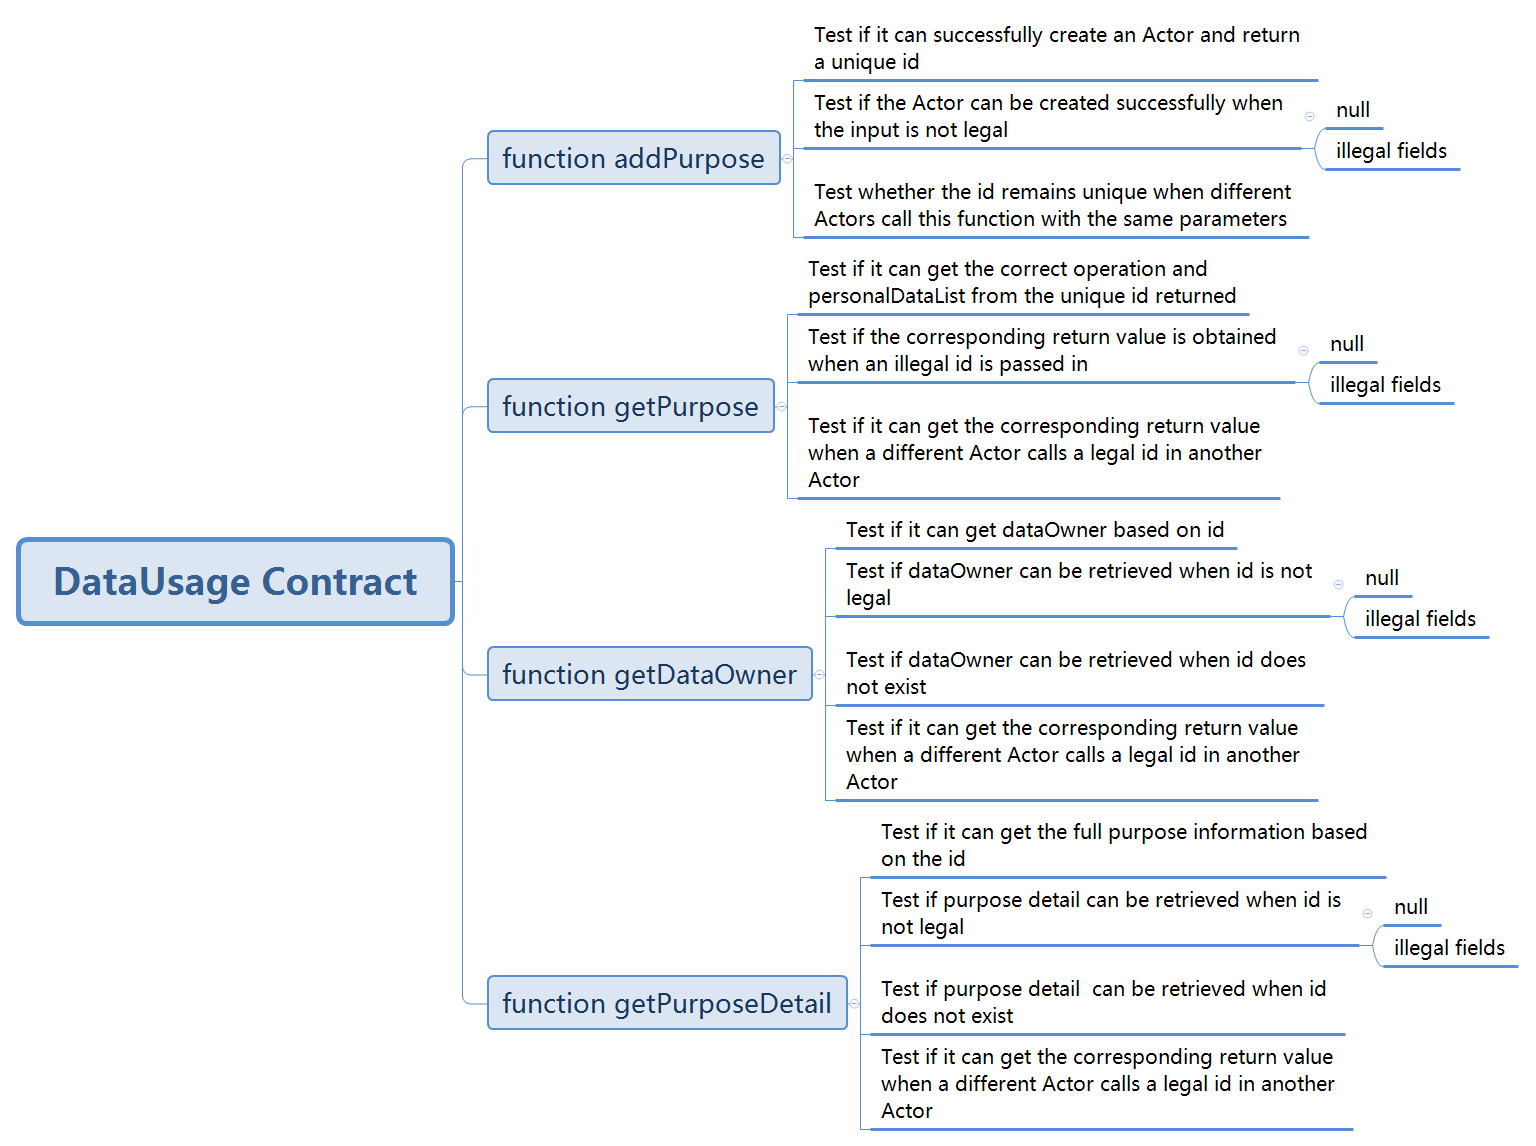 DataUsage Contract
function addPurpose
Test if it can successfully create an Actor and return
a unique id
Test if the Actor can be created successfully when
the input is not legal
null
illegal fields
Test whether the id remains unique when different
Actors call this function with the same parameters
function getPurpose
Test if it can get the correct operation and
personalDataList from the unique id returned
Test if the corresponding return value is obtained
when an illegal id is passed in
null
illegal fields
Test if it can get the corresponding return value
when a different Actor calls a legal id in another
Actor
function getDataOwner
Test if it can get dataOwner based on id
Test if dataOwner can be retrieved when id is not
legal
null
illegal fields
Test if dataOwner can be retrieved when id does
not exist
Test if it can get the corresponding return value
when a different Actor calls a legal id in another
Actor
function getPurposeDetail
Test if it can get the full purpose information based
on the id
Test if purpose detail can be retrieved when id is
not legal
null
illegal fields
Test if purpose detail  can be retrieved when id
does not exist
Test if it can get the corresponding return value
when a different Actor calls a legal id in another
Actor